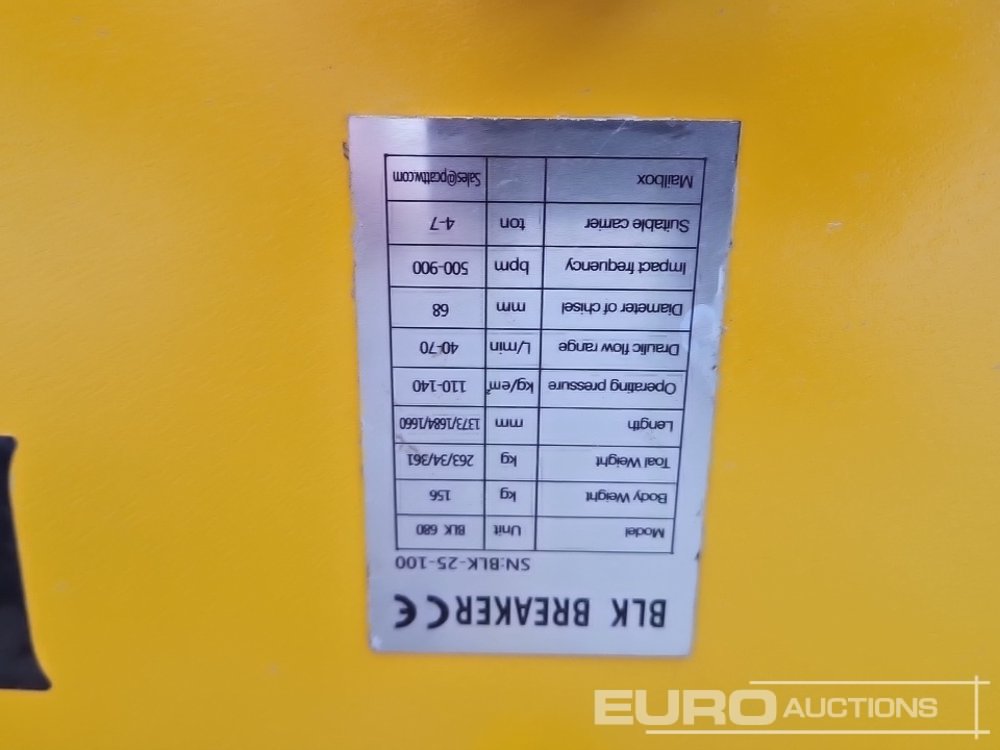 BLK BREAKER CE
SN:BLK-25-100
Model Unit BLK 680
Body Weight kg 156
Toal Weight kg 263/34/361
Length mm 1373/1684/1660
Operating pressure kg/em² 110-140
Draulic flow range L/min 40-70
Diameter of chisel mm 68
Impact frequency bpm 500-900
Suitable carrier ton 4-7
Mailbox Sales@pcattw.com
EURO AUCTIONS